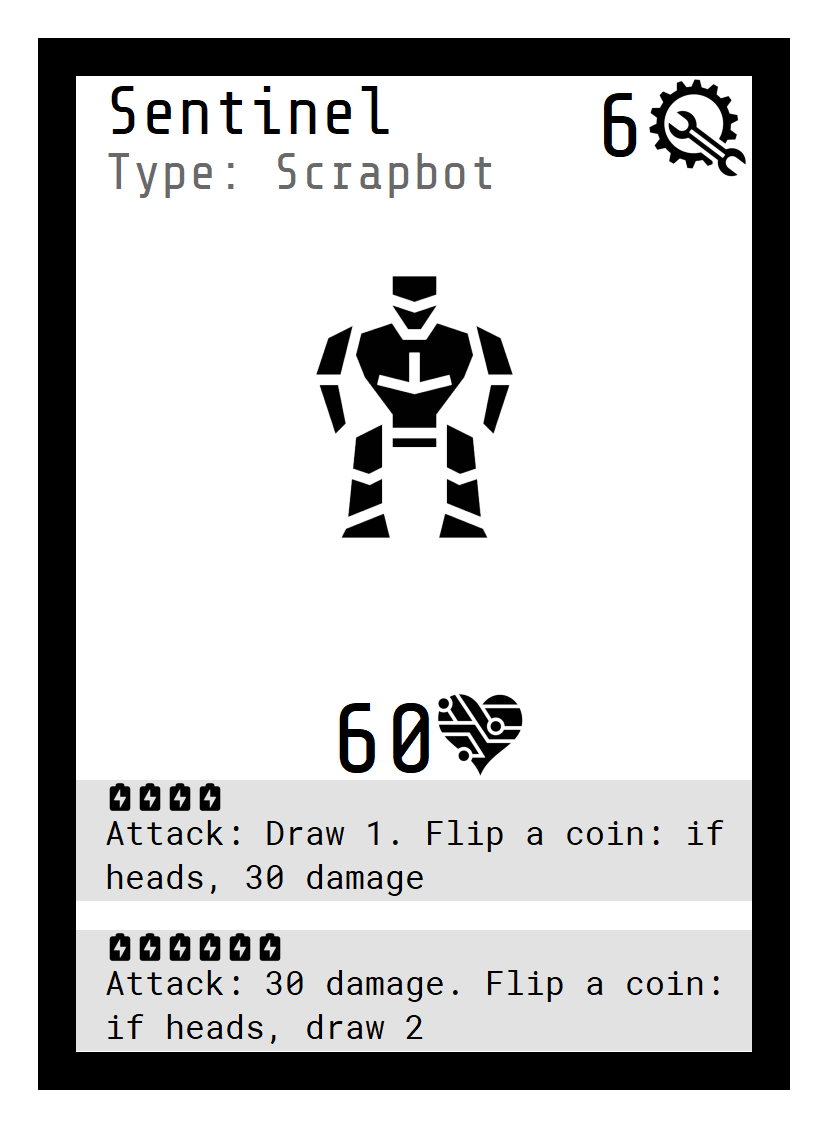 Sentinel
6
Type: Scrapbot
60
Attack: Draw 1. Flip a coin: if
heads, 30 damage
Attack: 30 damage. Flip a coin:
if heads, draw 2